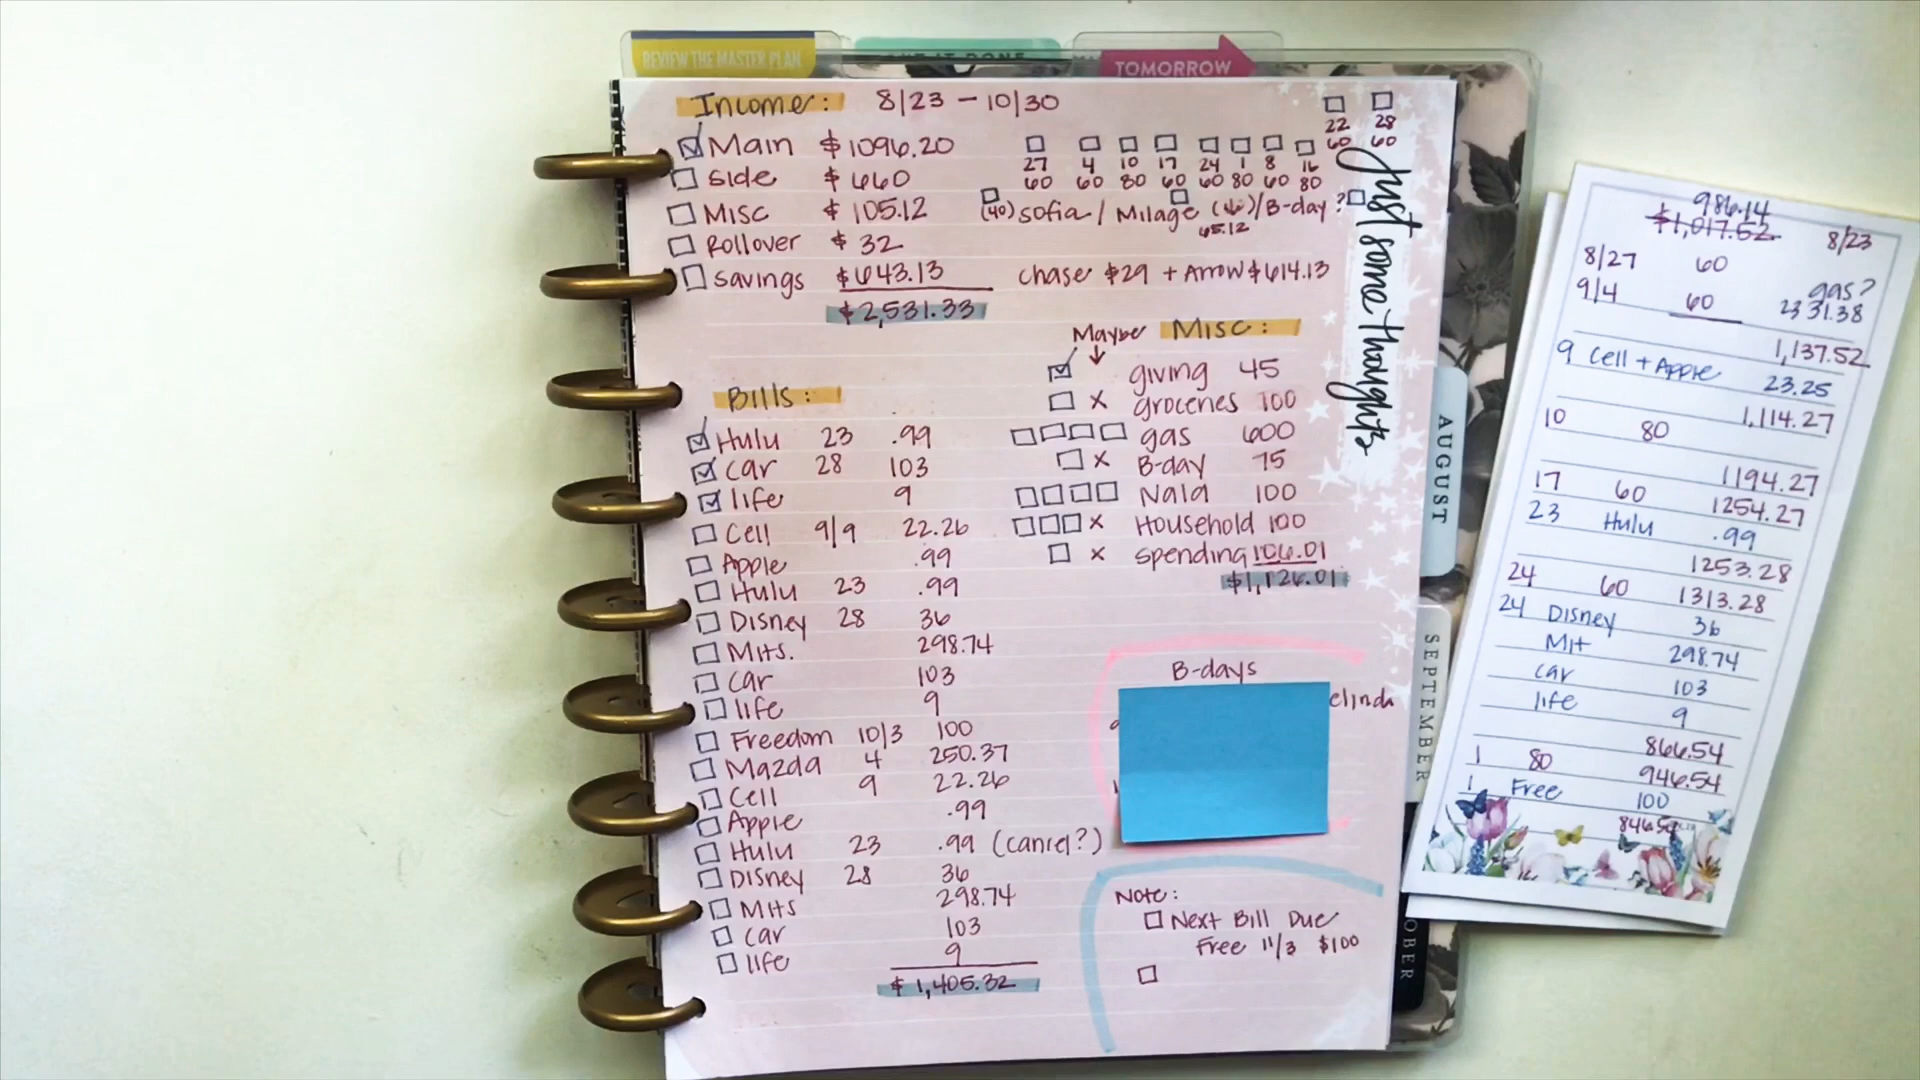 REVIEW THE MASTER PLAN
TOMORROW
Income: 8/23 - 10/30
Main $1096.20
side $660
Misc $105.12
Rollover $32
savings $643.13
$2,531.33
27 4 10 17 24 1 8 16 22 28
60 60 80 60 60 80 60 80 60 60
(40) sofia / Milage (16) / B-day ?
65.12
chase $29 + Arrow $614.13
Just some thoughts
Bills:
Hulu 23 .99
car 28 103
life 9
Cell 9/9 22.26
Apple .99
Hulu 23 .99
Disney 28 36
Mits. 298.74
car 103
life 9
Freedom 10/3 100
Mazda 4 250.37
Cell 9 22.26
Apple .99
Hulu 23 .99 (cancel?)
Disney 28 36
Mits 298.74
car 103
life 9
$1,405.32
Maybe Misc:
giving 45
x groceries 100
gas 600
x B-day 75
Nala 100
x Household 100
x spending 106.01
$1,126.01
B-days
elinda
Note:
Next Bill Due
Free 11/3 $100
AUGUST
SEPTEMBER
OBER
986.14
$1,017.52 8/23
8/27 60
gas?
9/4 60 23 31.38
1,137.52
9 Cell + Apple 23.25
1,114.27
10 80
1194.27
17 60 1254.27
23 Hulu .99
1253.28
24 60 1313.28
24 Disney 36
Mit 298.74
car 103
life 9
866.54
1 80 946.54
1 Free 100
846.54